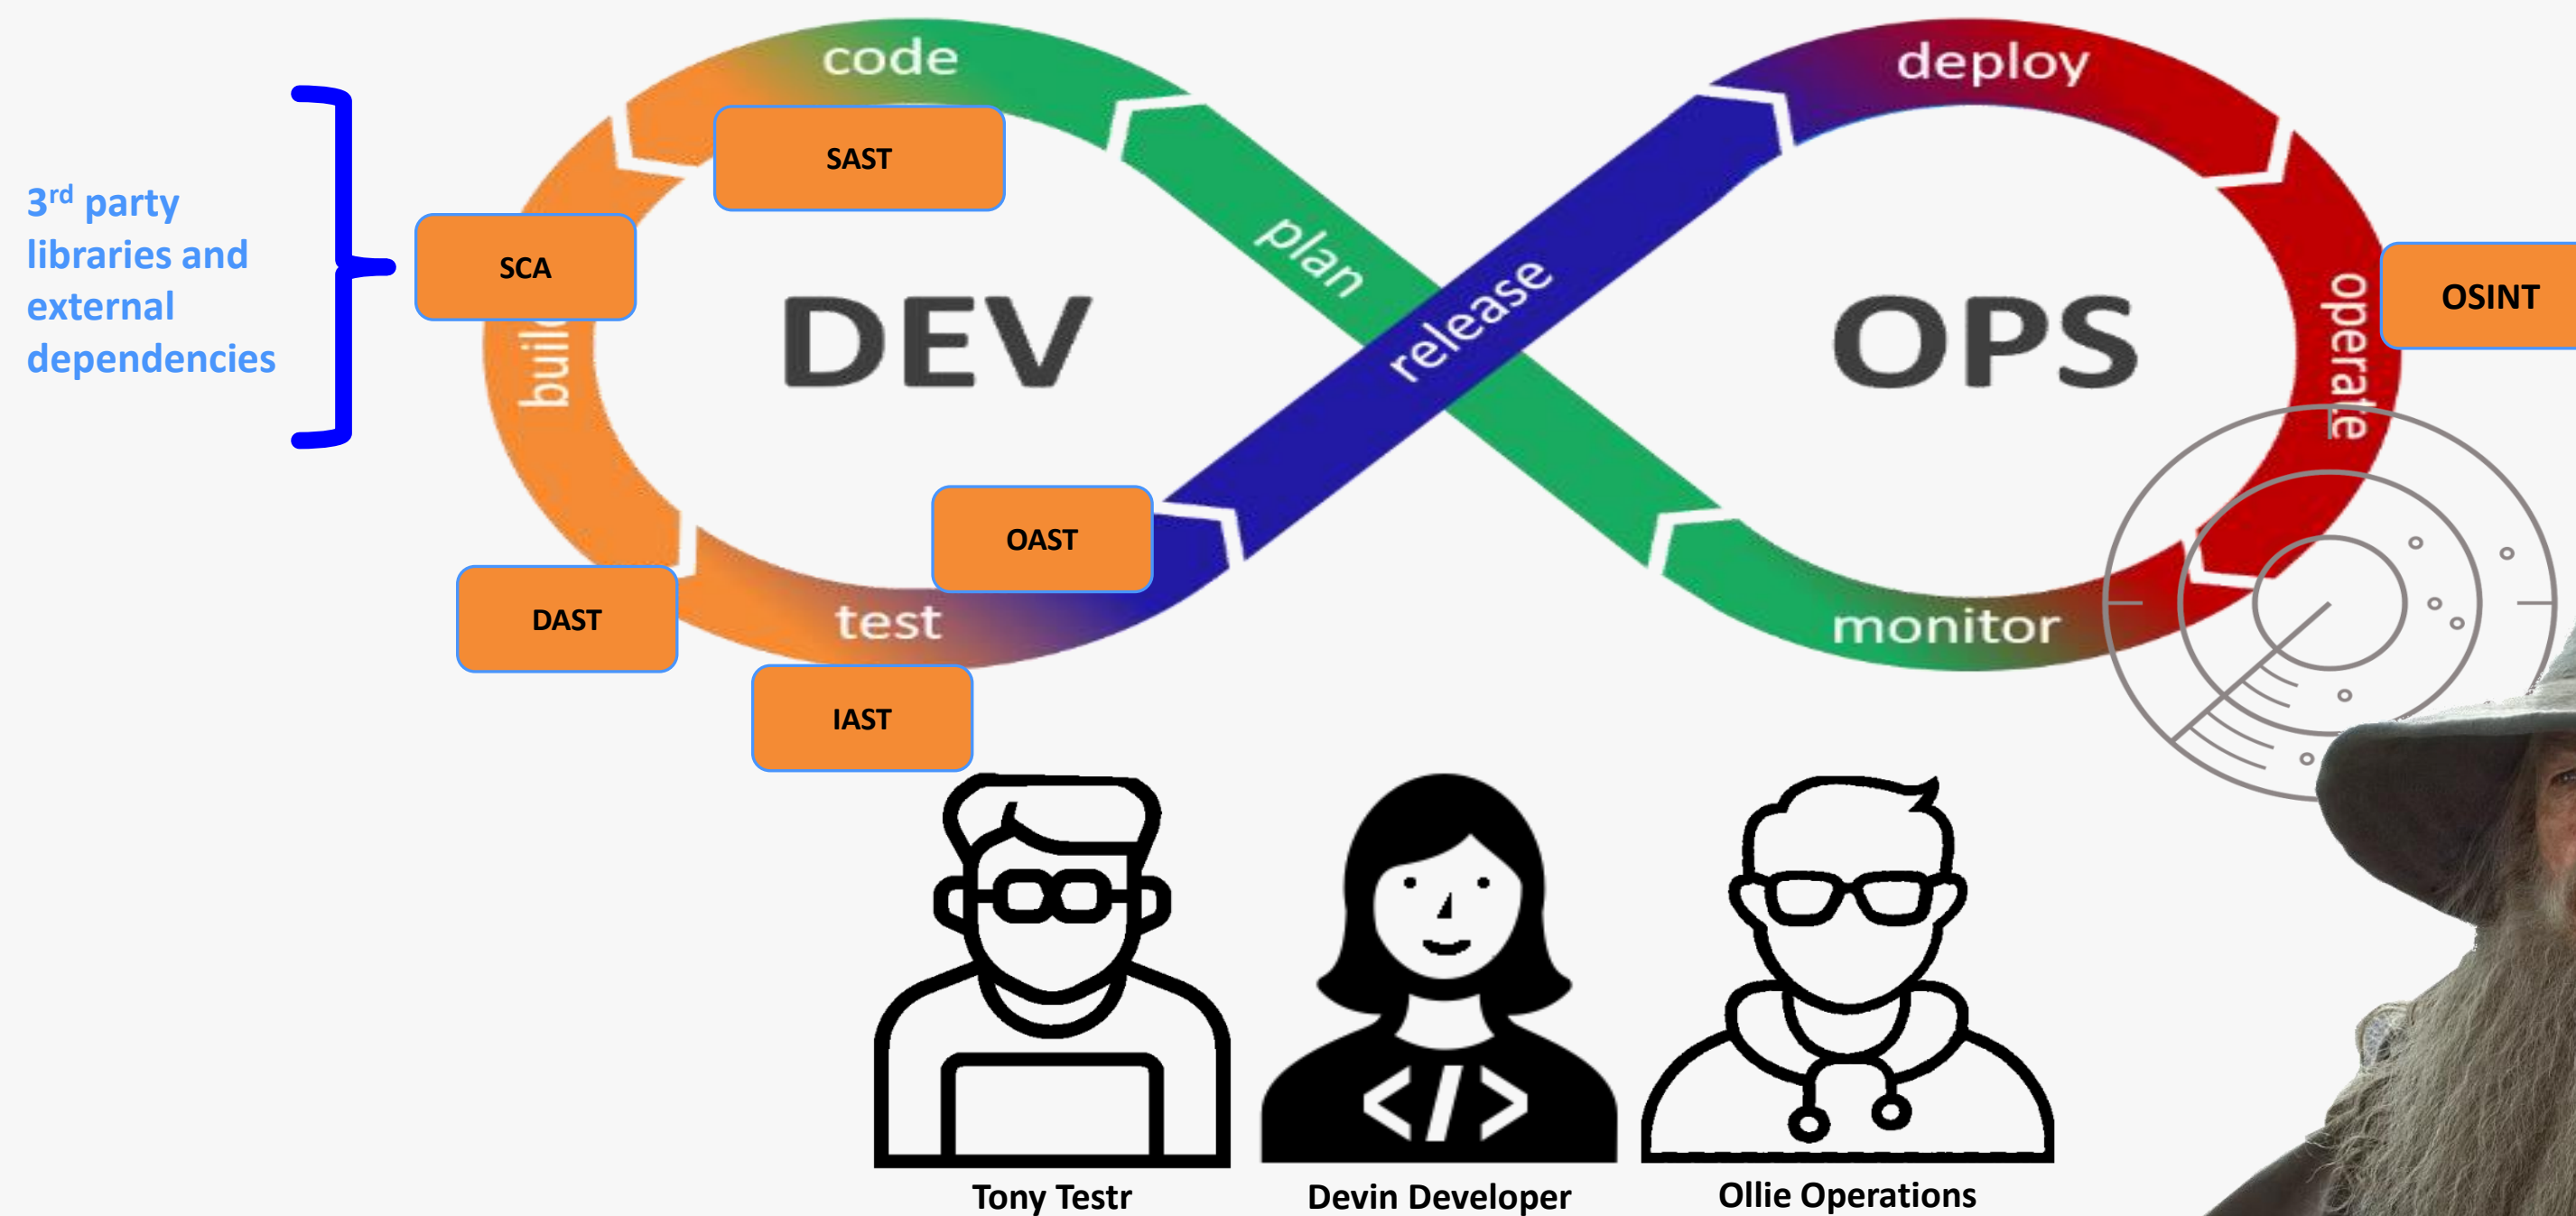 code
deploy
SAST
3rd party
libraries and
external
dependencies
SCA
plan
release
operate
OSINT
DEV
OPS
buil
OAST
DAST
test
monitor
IAST
Tony Testr
Devin Developer
Ollie Operations